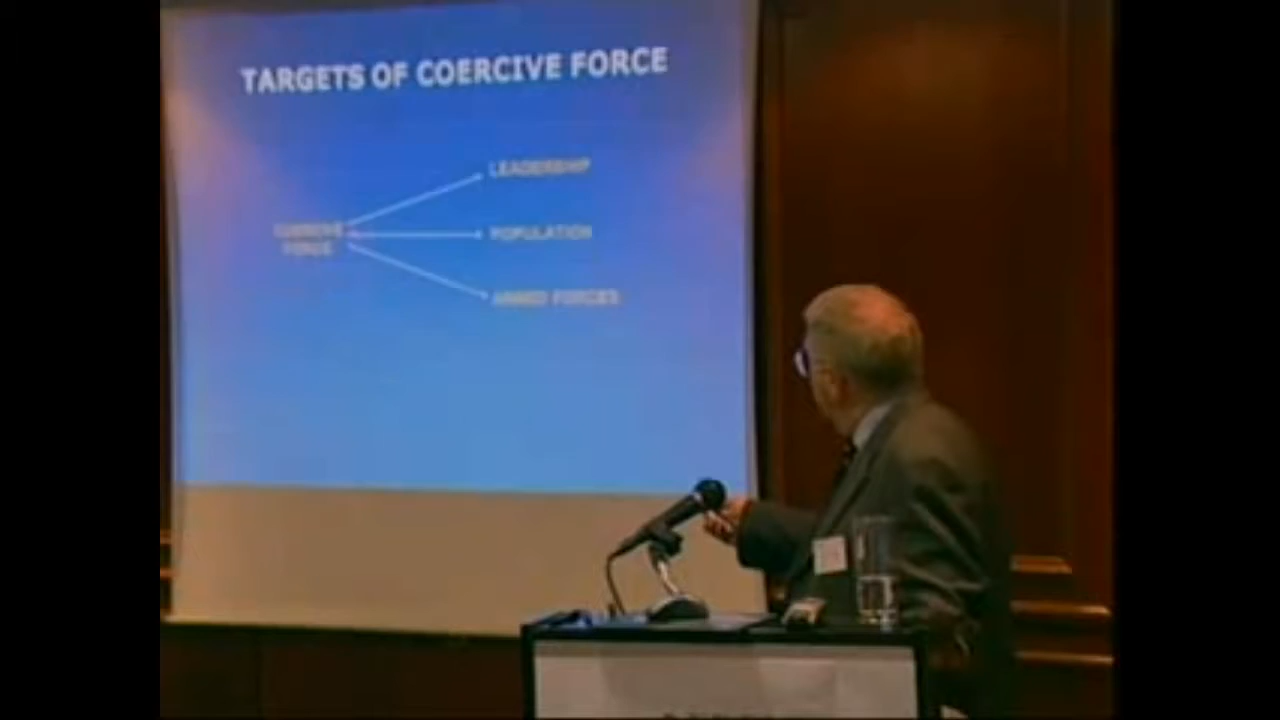 TARGETS OF COERCIVE FORCE
LEADERSHIP
COERCIVE
FORCE
POPULATION
ARMED FORCES